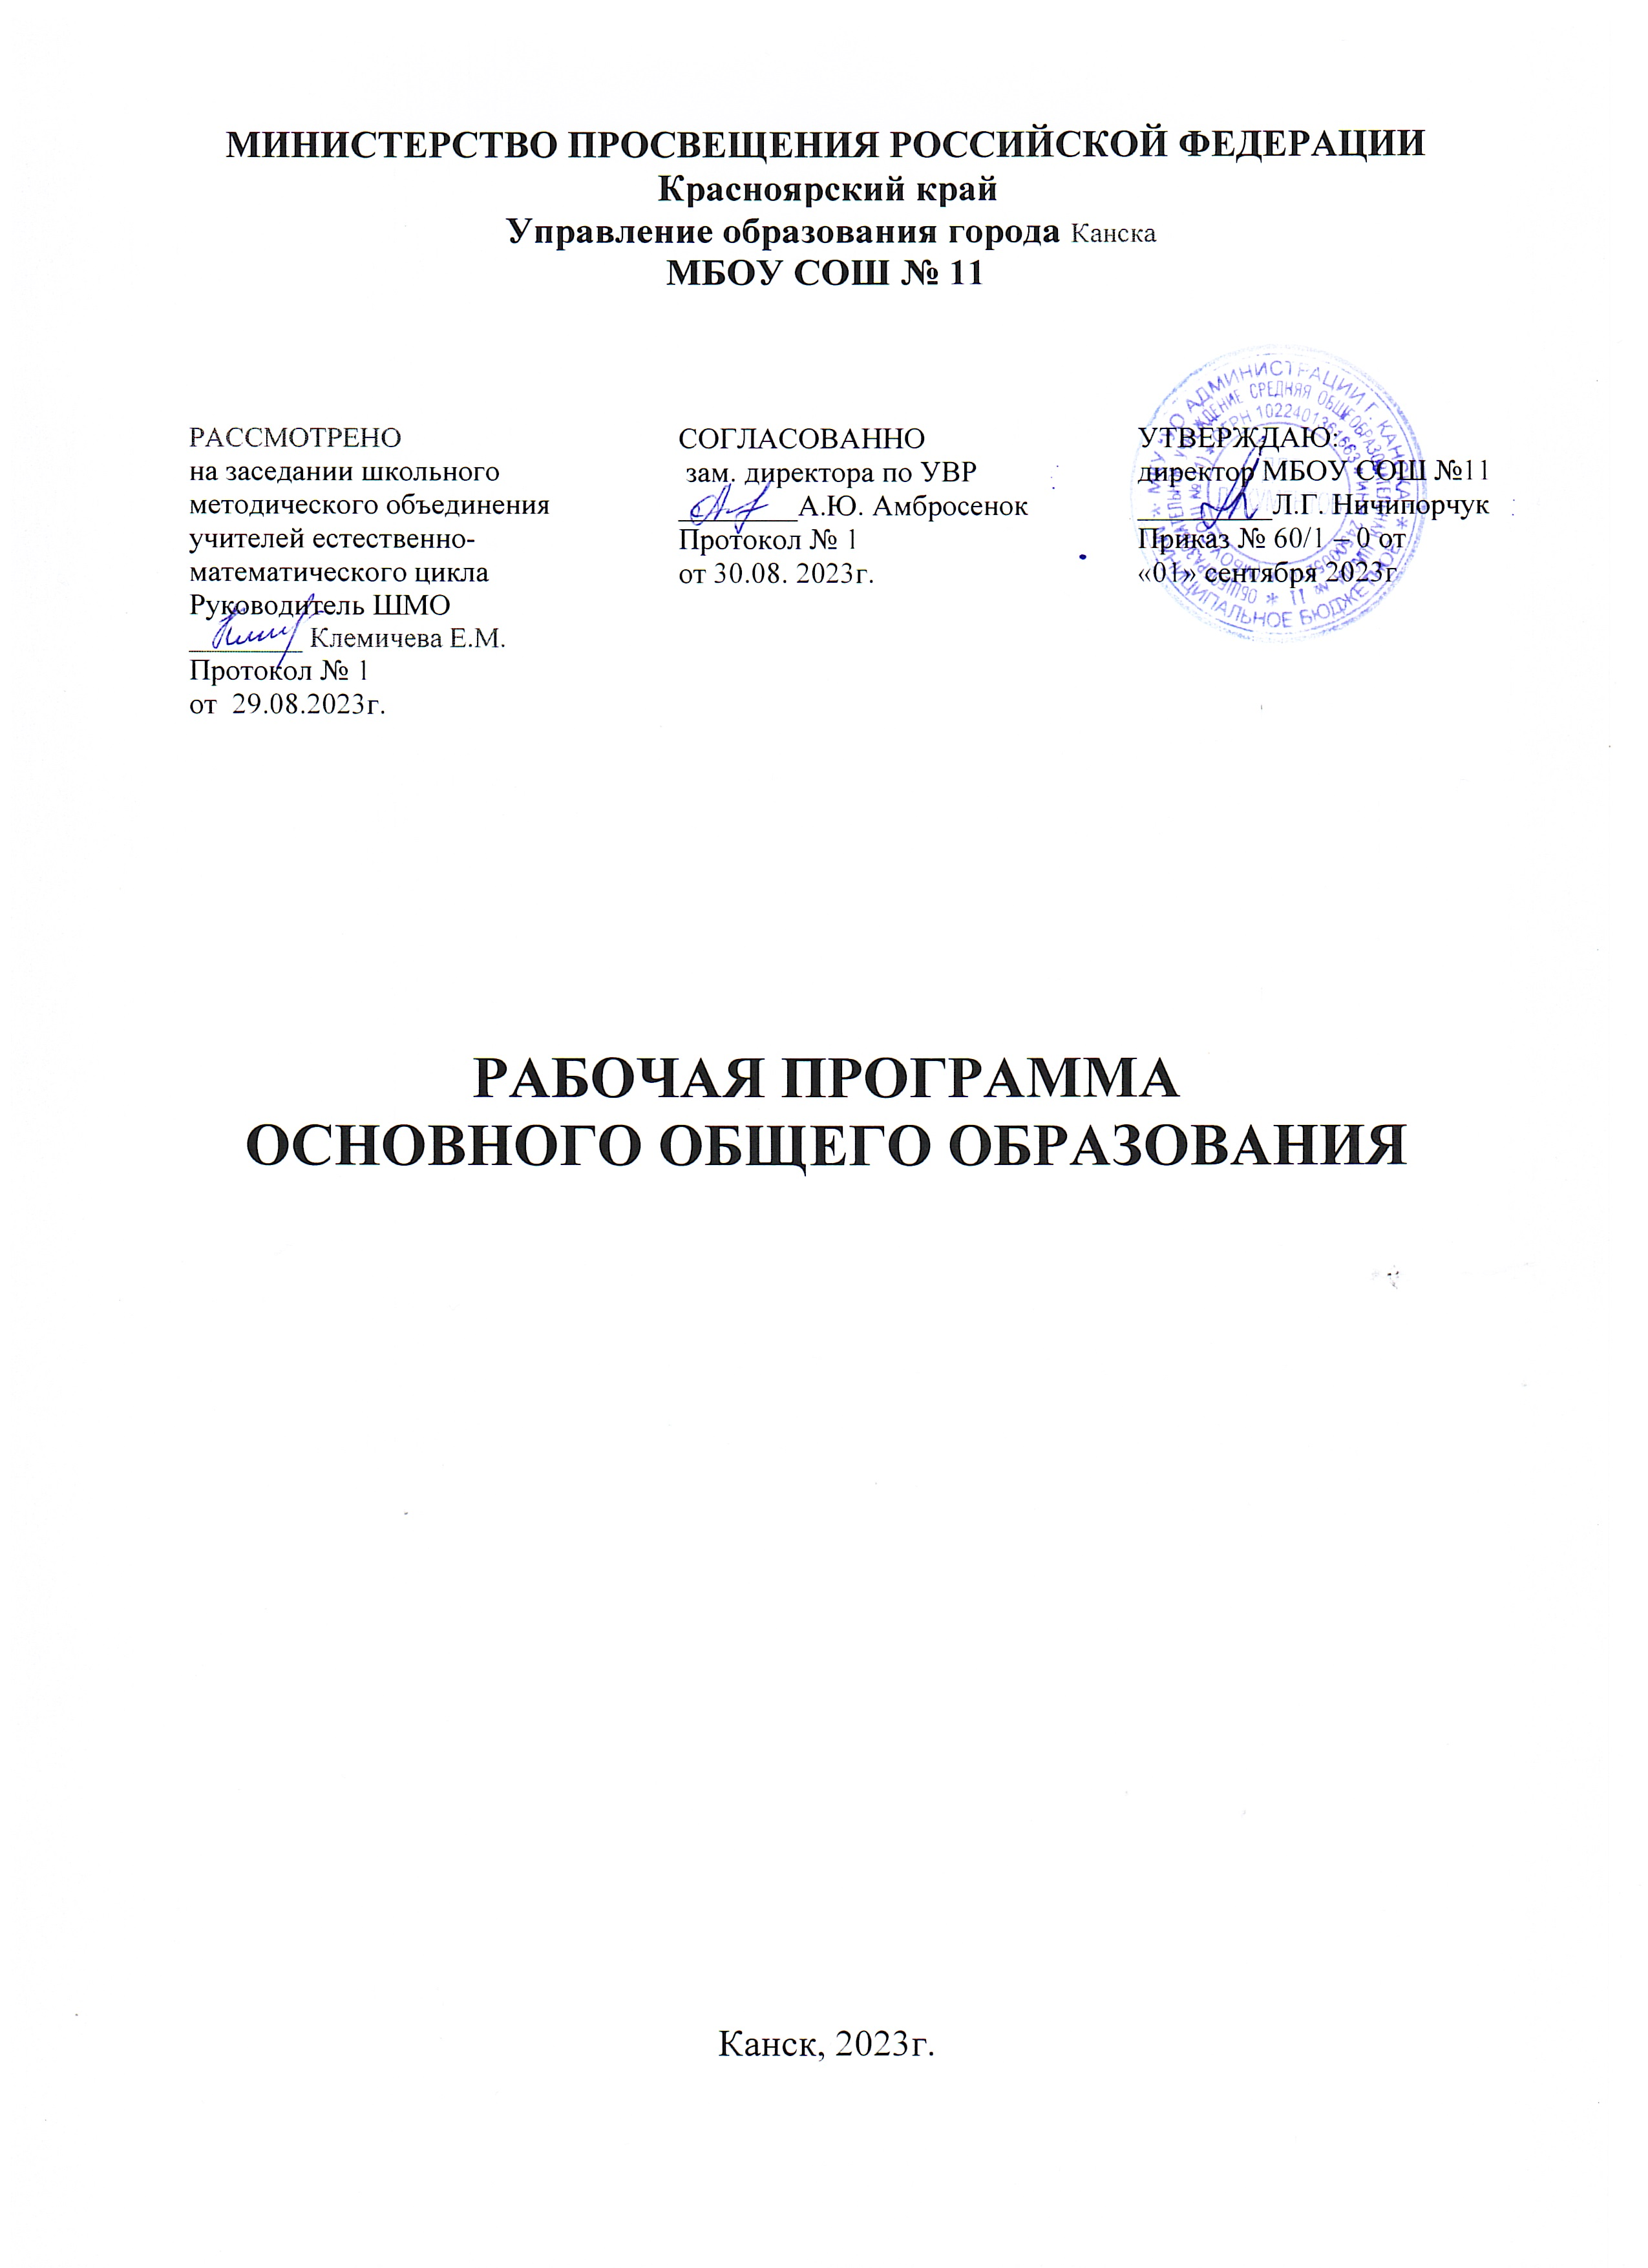 МИНИСТЕРСТВО ПРОСВЕЩЕНИЯ РОССИЙСКОЙ ФЕДЕРАЦИИ
Красноярский край
Управление образования города Канска
МБОУ СОШ № 11
РАССМОТРЕНО
на заседании школьного
методического объединения
учителей естественно-
математического цикла
Руководитель ШМО
________ Клемичева Е.М.
Протокол № 1
от 29.08.2023г.
СОГЛАСОВАННО
зам. директора по УВР
________А.Ю. Амбросенок
Протокол № 1
от 30.08. 2023г.
УТВЕРЖДАЮ:
директор МБОУ СОШ №11
_________Л.Г. Ничипорчук
Приказ № 60/1 – 0 от
«01» сентября 2023г
РАБОЧАЯ ПРОГРАММА
ОСНОВНОГО ОБЩЕГО ОБРАЗОВАНИЯ
Канск, 2023г.